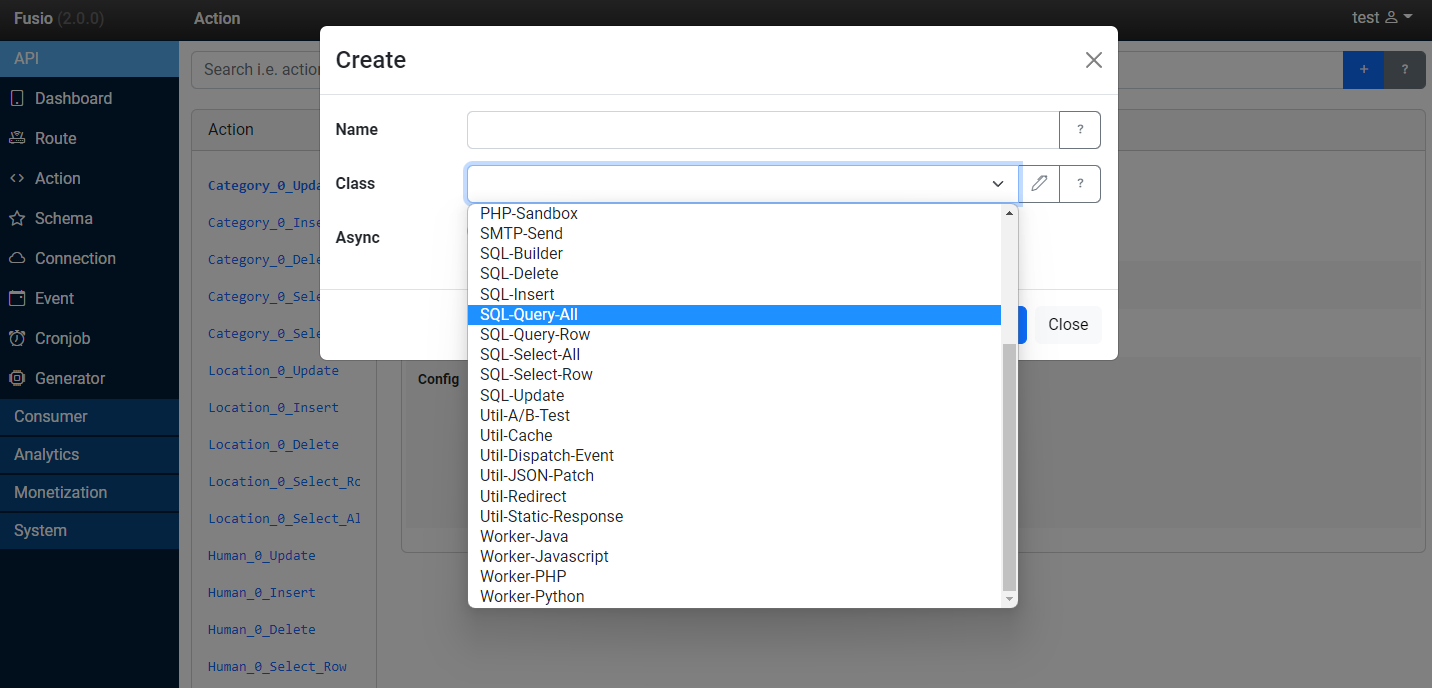 Fusio (2.0.0)
Action
test
API
Dashboard
Route
Action
Schema
Connection
Event
Cronjob
Generator
Consumer
Analytics
Monetization
System
Search i.e. action
+
?
Action
Category_0_Upda
Category_0_Inse
Category_0_Dele
Category_0_Sele
Category_0_Sele
Location_0_Update
Location_0_Insert
Location_0_Delete
Location_0_Select_Ro
Location_0_Select_Al
Human_0_Update
Human_0_Insert
Human_0_Delete
Human_0_Select_Row
Config
Create
Name
?
Class
?
Async
PHP-Sandbox
SMTP-Send
SQL-Builder
SQL-Delete
SQL-Insert
SQL-Query-All
SQL-Query-Row
SQL-Select-All
SQL-Select-Row
SQL-Update
Util-A/B-Test
Util-Cache
Util-Dispatch-Event
Util-JSON-Patch
Util-Redirect
Util-Static-Response
Worker-Java
Worker-Javascript
Worker-PHP
Worker-Python
Close